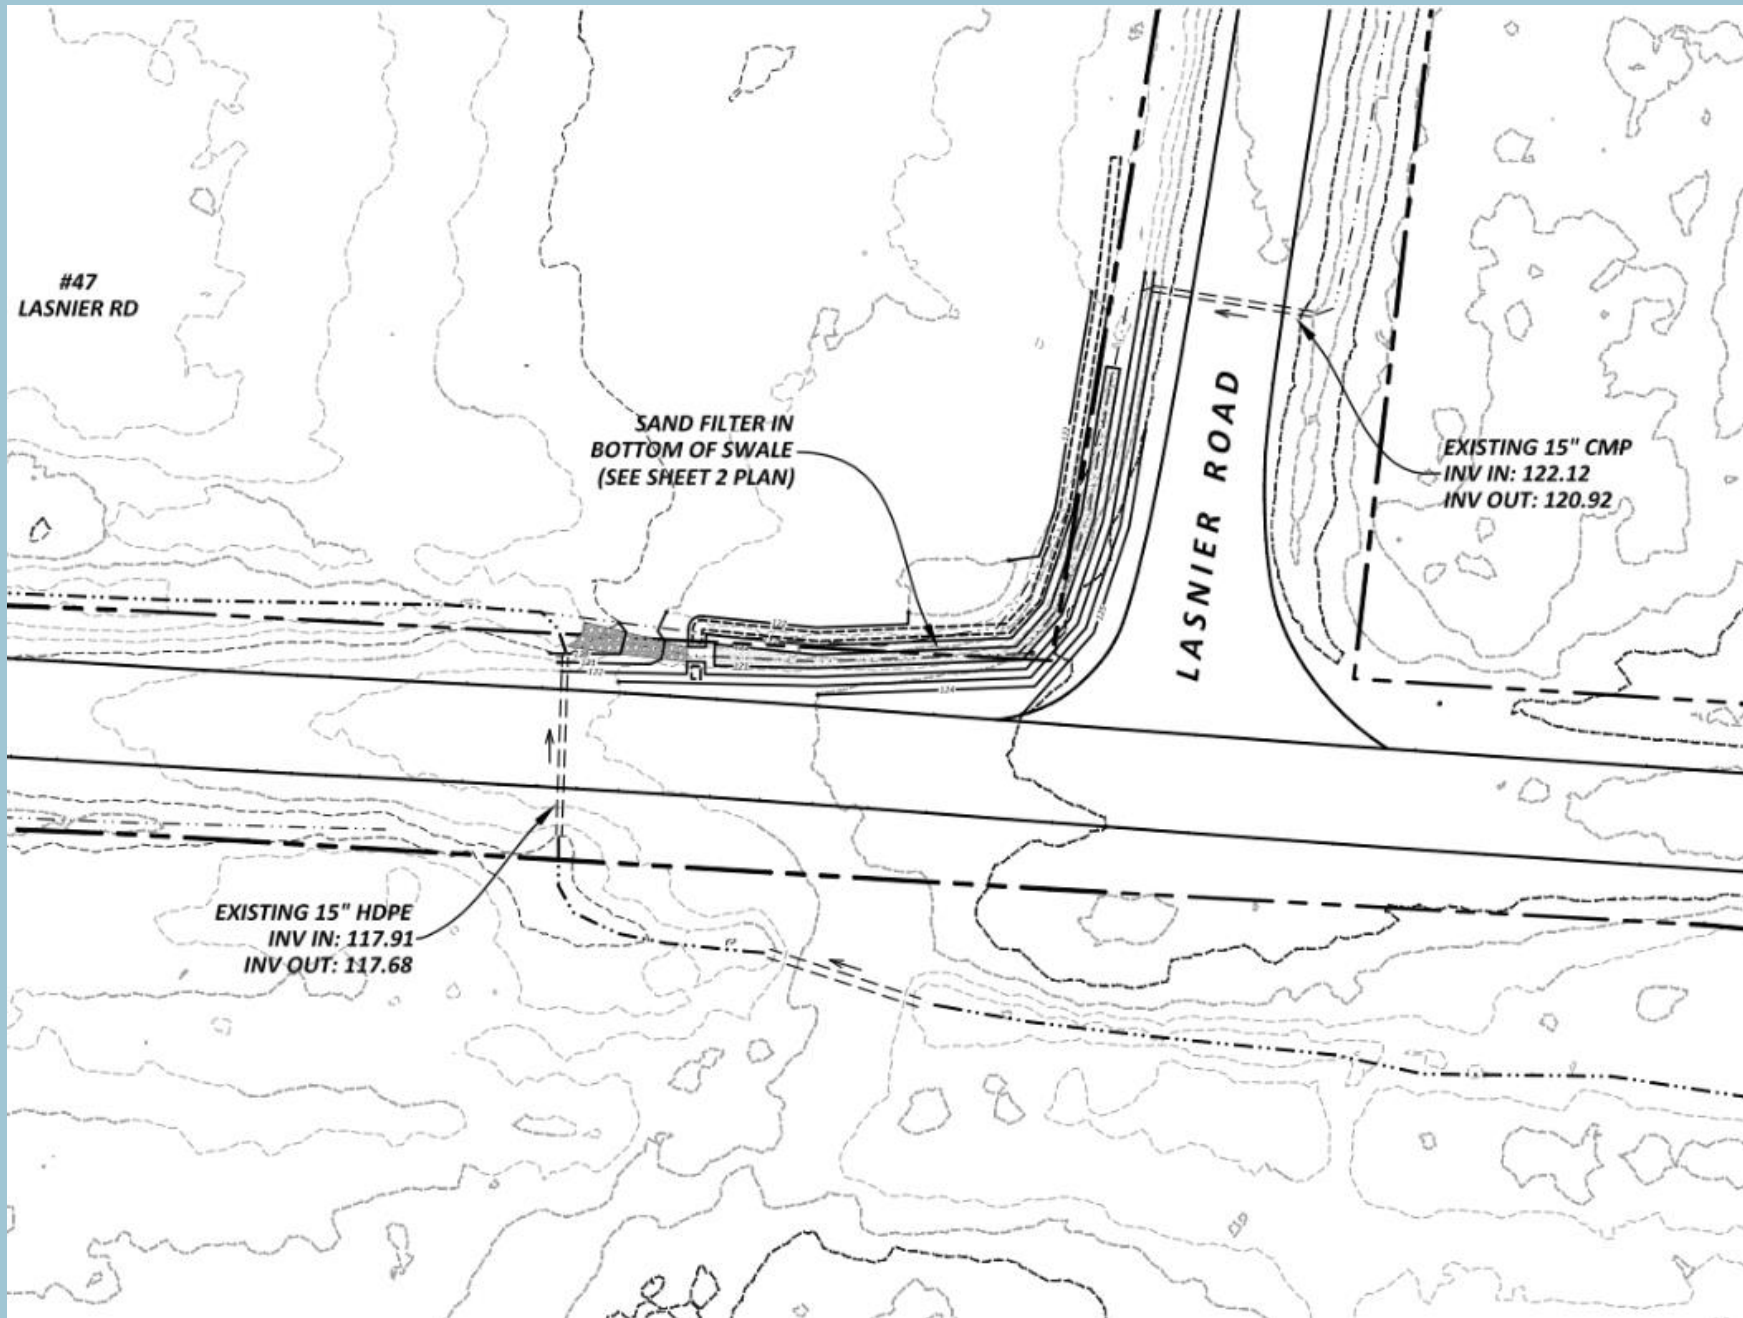 #47
LASNIER RD
SAND FILTER IN
BOTTOM OF SWALE
(SEE SHEET 2 PLAN)
EXISTING 15" CMP
INV IN: 122.12
INV OUT: 120.92
LASNIER ROAD
EXISTING 15" HDPE
INV IN: 117.91
INV OUT: 117.68
124